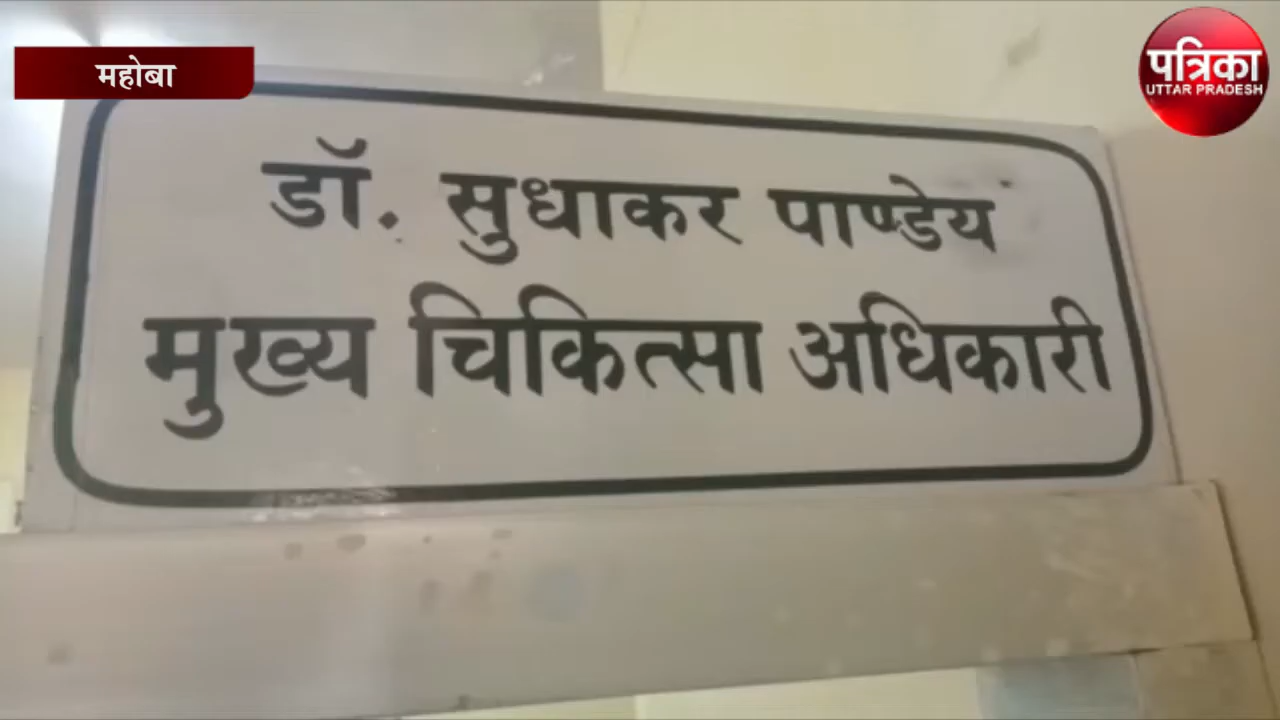 महोबा
पत्रिका
UTTAR PRADESH
डॉ. सुधाकर पाण्डेय
मुख्य चिकित्सा अधिकारी